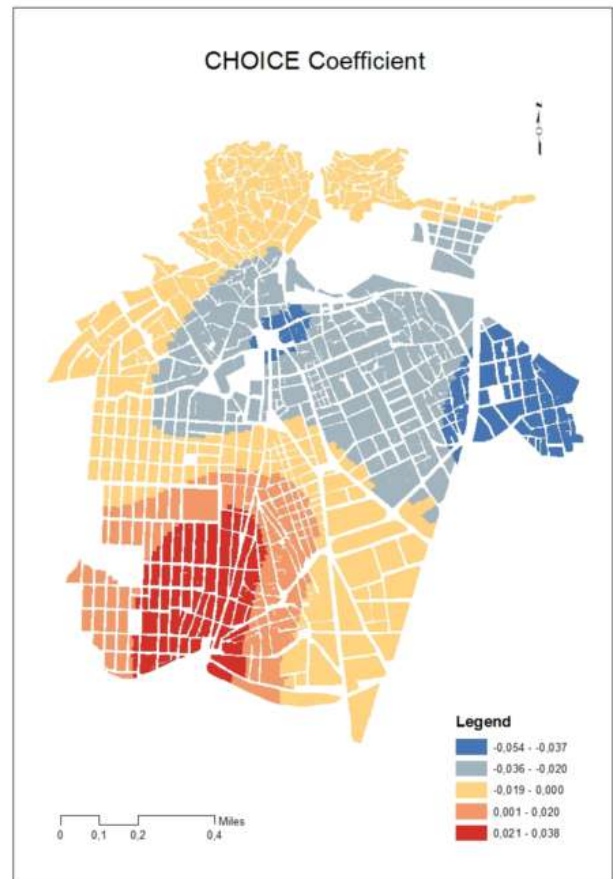 CHOICE Coefficient
N
Legend
-0,054 - -0,037
-0,036 - -0,020
-0,019 - 0,000
0,001 - 0,020
0,021 - 0,038
Miles
0 0,1 0,2 0,4